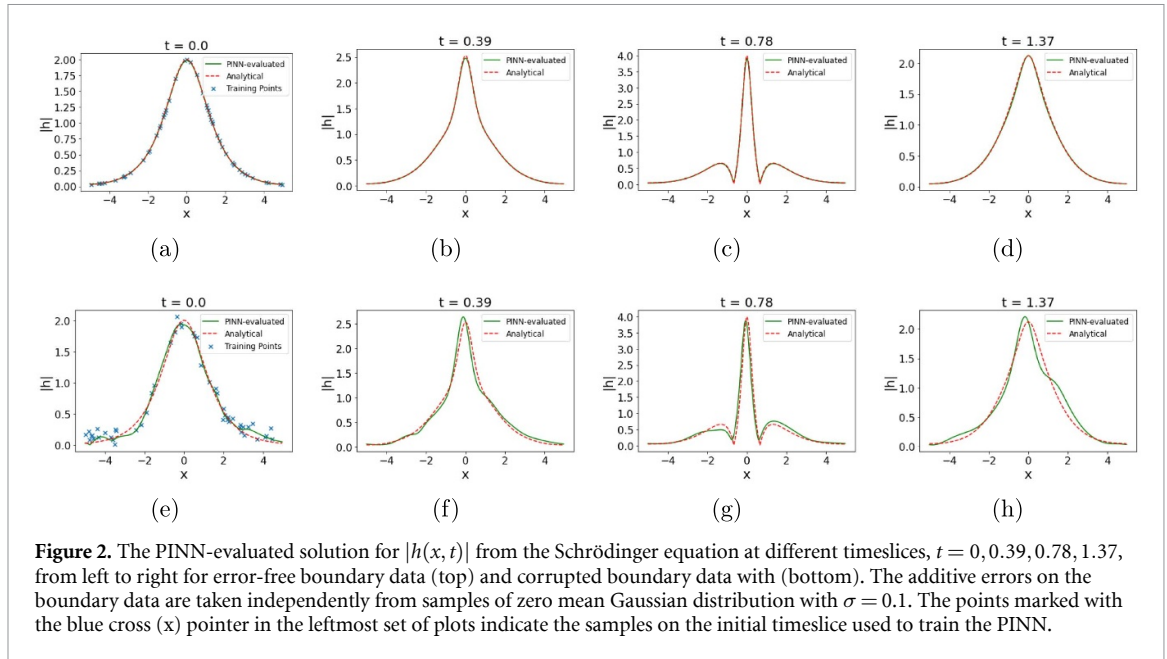 t = 0.0
2.00
1.75
1.50
1.25
1.00
0.75
0.50
0.25
0.00
|h|
−4 −2 0 2 4
x
PINN-evaluated
Analytical
Training Points
(a)
t = 0.39
2.5
2.0
1.5
1.0
0.5
0.0
|h|
−4 −2 0 2 4
x
PINN-evaluated
Analytical
(b)
t = 0.78
4.0
3.5
3.0
2.5
2.0
1.5
1.0
0.5
0.0
|h|
−4 −2 0 2 4
x
PINN-evaluated
Analytical
(c)
t = 1.37
2.0
1.5
1.0
0.5
0.0
|h|
−4 −2 0 2 4
x
PINN-evaluated
Analytical
(d)
t = 0.0
2.0
1.5
1.0
0.5
0.0
|h|
−4 −2 0 2 4
x
PINN-evaluated
Analytical
Training Points
(e)
t = 0.39
2.5
2.0
1.5
1.0
0.5
0.0
|h|
−4 −2 0 2 4
x
PINN-evaluated
Analytical
(f)
t = 0.78
4.0
3.5
3.0
2.5
2.0
1.5
1.0
0.5
0.0
|h|
−4 −2 0 2 4
x
PINN-evaluated
Analytical
(g)
t = 1.37
2.0
1.5
1.0
0.5
0.0
|h|
−4 −2 0 2 4
x
PINN-evaluated
Analytical
(h)
Figure 2. The PINN-evaluated solution for |h(x, t)| from the Schrödinger equation at different timeslices, t = 0, 0.39, 0.78, 1.37,
from left to right for error-free boundary data (top) and corrupted boundary data with (bottom). The additive errors on the
boundary data are taken independently from samples of zero mean Gaussian distribution with σ = 0.1. The points marked with
the blue cross (x) pointer in the leftmost set of plots indicate the samples on the initial timeslice used to train the PINN.